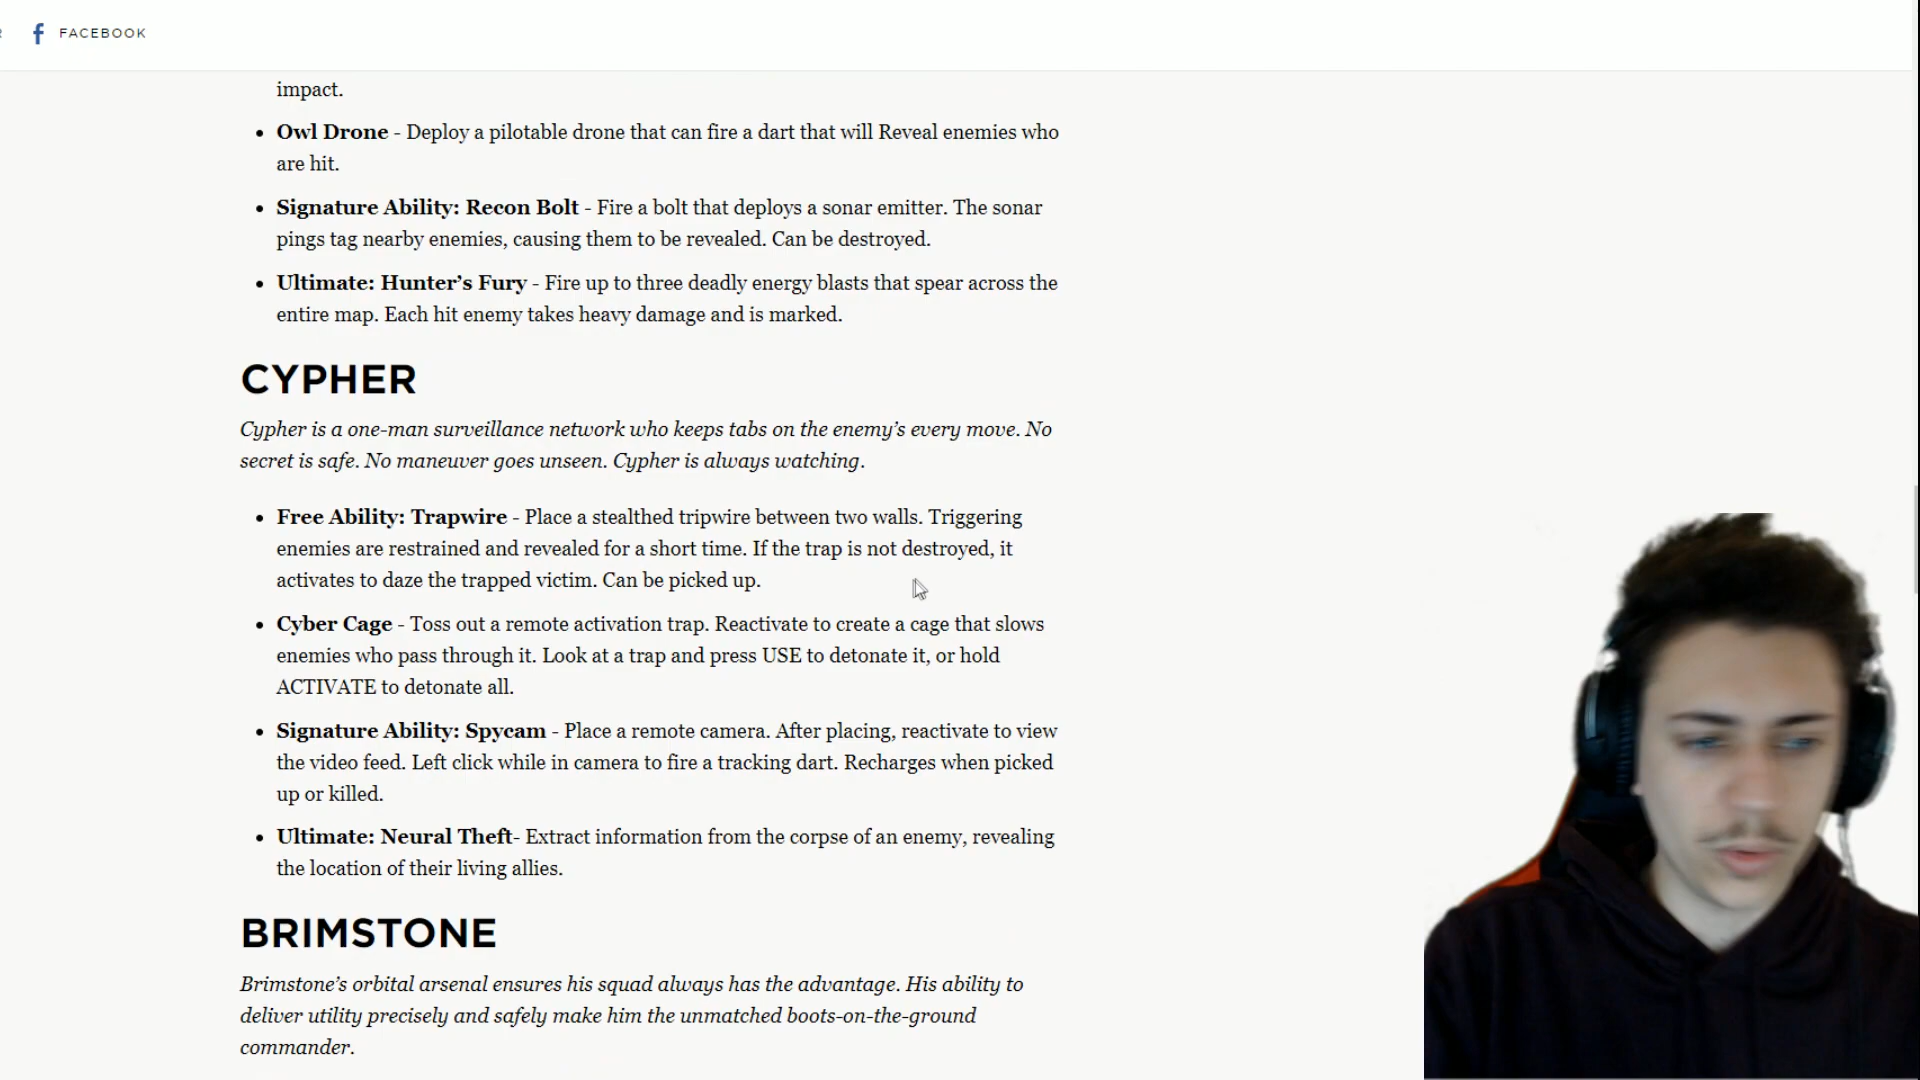 FACEBOOK
impact.
• Owl Drone - Deploy a pilotable drone that can fire a dart that will Reveal enemies who
are hit.
• Signature Ability: Recon Bolt - Fire a bolt that deploys a sonar emitter. The sonar
pings tag nearby enemies, causing them to be revealed. Can be destroyed.
• Ultimate: Hunter’s Fury - Fire up to three deadly energy blasts that spear across the
entire map. Each hit enemy takes heavy damage and is marked.
CYPHER
Cypher is a one-man surveillance network who keeps tabs on the enemy’s every move. No
secret is safe. No maneuver goes unseen. Cypher is always watching.
• Free Ability: Trapwire - Place a stealthed tripwire between two walls. Triggering
enemies are restrained and revealed for a short time. If the trap is not destroyed, it
activates to daze the trapped victim. Can be picked up.
• Cyber Cage - Toss out a remote activation trap. Reactivate to create a cage that slows
enemies who pass through it. Look at a trap and press USE to detonate it, or hold
ACTIVATE to detonate all.
• Signature Ability: Spycam - Place a remote camera. After placing, reactivate to view
the video feed. Left click while in camera to fire a tracking dart. Recharges when picked
up or killed.
• Ultimate: Neural Theft- Extract information from the corpse of an enemy, revealing
the location of their living allies.
BRIMSTONE
Brimstone’s orbital arsenal ensures his squad always has the advantage. His ability to
deliver utility precisely and safely make him the unmatched boots-on-the-ground
commander.